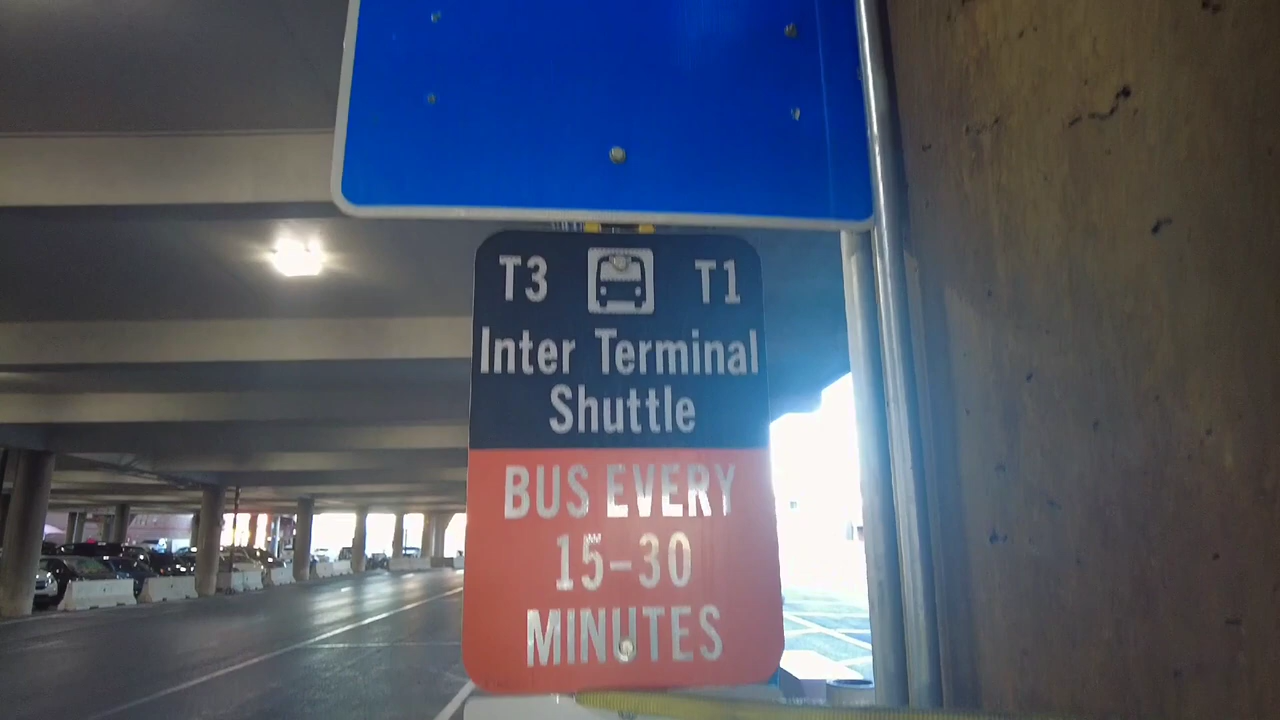 T3 T1
Inter Terminal
Shuttle
BUS EVERY
15-30
MINUTES